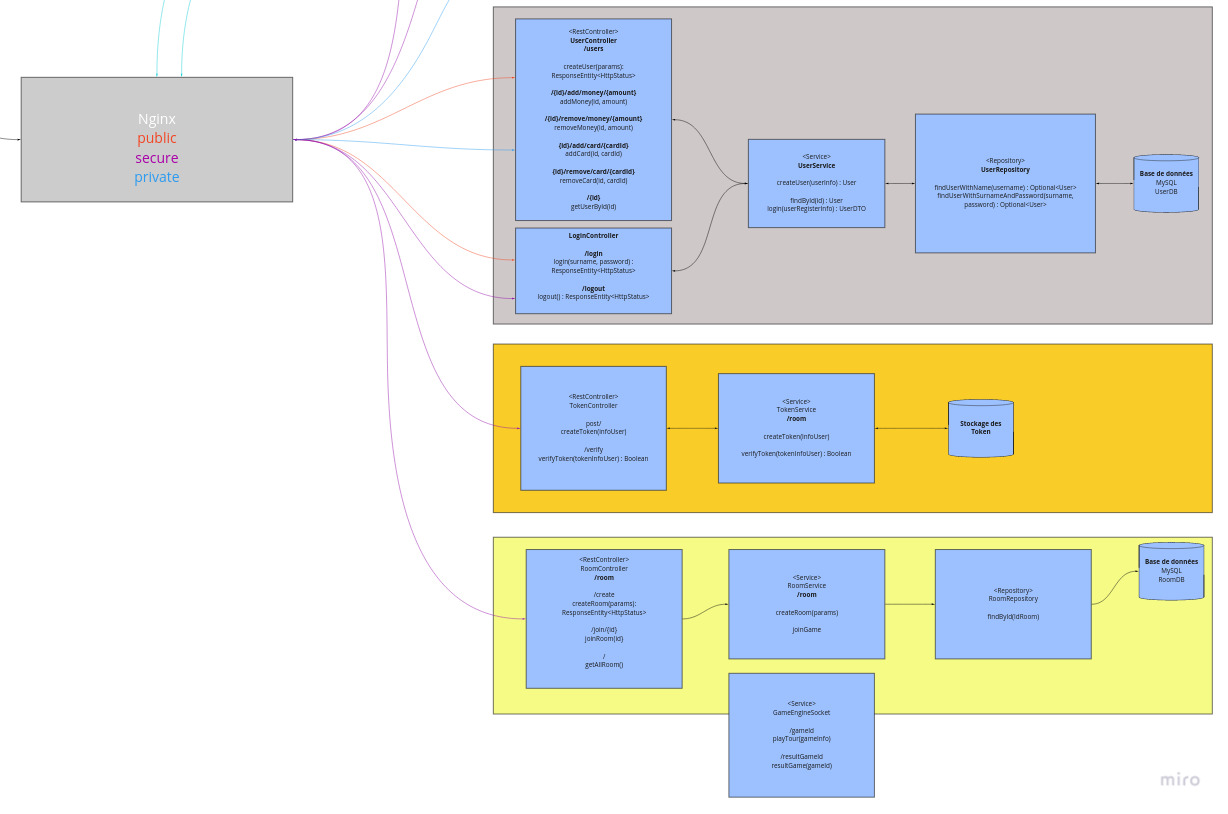 Nginx
public
secure
private
<RestController>
UserController
/users
createUser(params):
ResponseEntity<HttpStatus>
/{id}/add/money/{amount}
addMoney(id, amount)
/{id}/remove/money/{amount}
removeMoney(id, amount)
{id}/add/card/{cardId}
addCard(id, cardId)
{id}/remove/card/{cardId}
removeCard(id, cardId)
/{id}
getUserById(id)
LoginController
/login
login(surname, password) :
ResponseEntity<HttpStatus>
/logout
logout() : ResponseEntity<HttpStatus>
<Service>
UserService
createUser(userInfo) : User
findById(id) : User
login(userRegisterInfo) : UserDTO
<Repository>
UserRepository
findUserWithName(username) : Optional<User>
findUserWithSurnameAndPassword(surname,
password) : Optional<User>
Base de données
MySQL
UserDB
<RestController>
TokenController
post/
createToken(infoUser)
/verify
verifyToken(tokenInfoUser) : Boolean
<Service>
TokenService
/room
createToken(infoUser)
verifyToken(tokenInfoUser) : Boolean
Stockage des
Token
<RestController>
RoomController
/room
/create
createRoom(params):
ResponseEntity<HttpStatus>
/join/{id}
joinRoom(id)
/
getAllRoom()
<Service>
RoomService
/room
createRoom(params)
joinGame
<Repository>
RoomRepository
findById(idRoom)
Base de données
MySQL
RoomDB
<Service>
GameEngineSocket
/gameId
playTour(gameInfo)
/resultGameId
resultGame(gameId)
miro